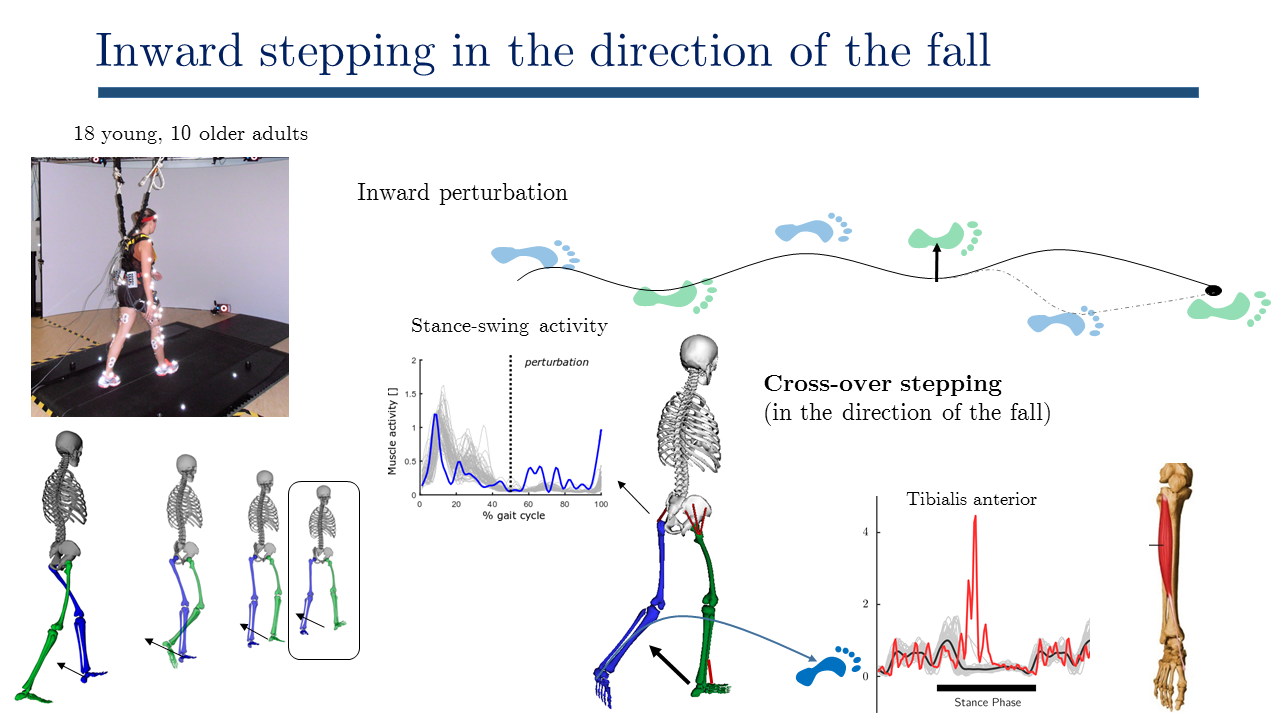 Inward stepping in the direction of the fall
18 young, 10 older adults
Inward perturbation
Stance-swing activity
perturbation
Muscle activity []
2
1.5
1
0.5
0
0 20 40 60 80 100
% gait cycle
Cross-over stepping
(in the direction of the fall)
Tibialis anterior
4
2
0
Stance Phase